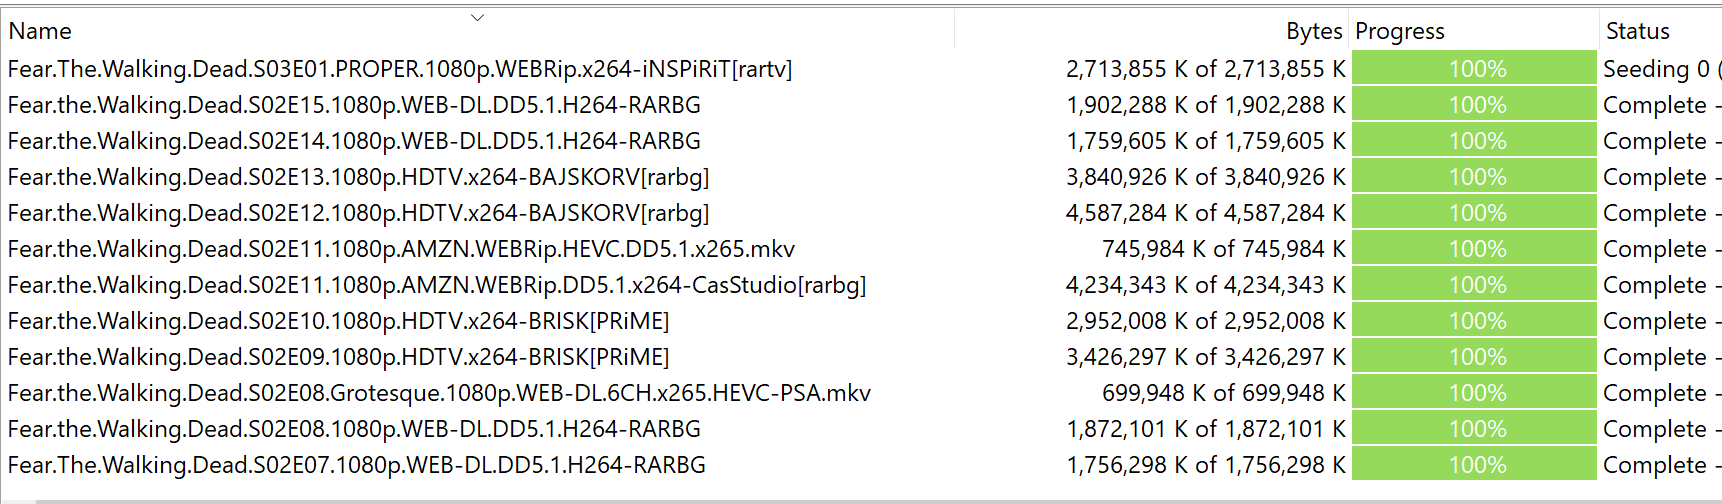 Name Bytes Progress Status
Fear.The.Walking.Dead.S03E01.PROPER.1080p.WEBRip.x264-iNSPiRiT[rartv] 2,713,855 K of 2,713,855 K 100% Seeding 0 (
Fear.the.Walking.Dead.S02E15.1080p.WEB-DL.DD5.1.H264-RARBG 1,902,288 K of 1,902,288 K 100% Complete -
Fear.the.Walking.Dead.S02E14.1080p.WEB-DL.DD5.1.H264-RARBG 1,759,605 K of 1,759,605 K 100% Complete -
Fear.the.Walking.Dead.S02E13.1080p.HDTV.x264-BAJSKORV[rarbg] 3,840,926 K of 3,840,926 K 100% Complete -
Fear.the.Walking.Dead.S02E12.1080p.HDTV.x264-BAJSKORV[rarbg] 4,587,284 K of 4,587,284 K 100% Complete -
Fear.the.Walking.Dead.S02E11.1080p.AMZN.WEBRip.HEVC.DD5.1.x265.mkv 745,984 K of 745,984 K 100% Complete -
Fear.the.Walking.Dead.S02E11.1080p.AMZN.WEBRip.DD5.1.x264-CasStudio[rarbg] 4,234,343 K of 4,234,343 K 100% Complete -
Fear.the.Walking.Dead.S02E10.1080p.HDTV.x264-BRISK[PRiME] 2,952,008 K of 2,952,008 K 100% Complete -
Fear.the.Walking.Dead.S02E09.1080p.HDTV.x264-BRISK[PRiME] 3,426,297 K of 3,426,297 K 100% Complete -
Fear.the.Walking.Dead.S02E08.Grotesque.1080p.WEB-DL.6CH.x265.HEVC-PSA.mkv 699,948 K of 699,948 K 100% Complete -
Fear.the.Walking.Dead.S02E08.1080p.WEB-DL.DD5.1.H264-RARBG 1,872,101 K of 1,872,101 K 100% Complete -
Fear.The.Walking.Dead.S02E07.1080p.WEB-DL.DD5.1.H264-RARBG 1,756,298 K of 1,756,298 K 100% Complete -